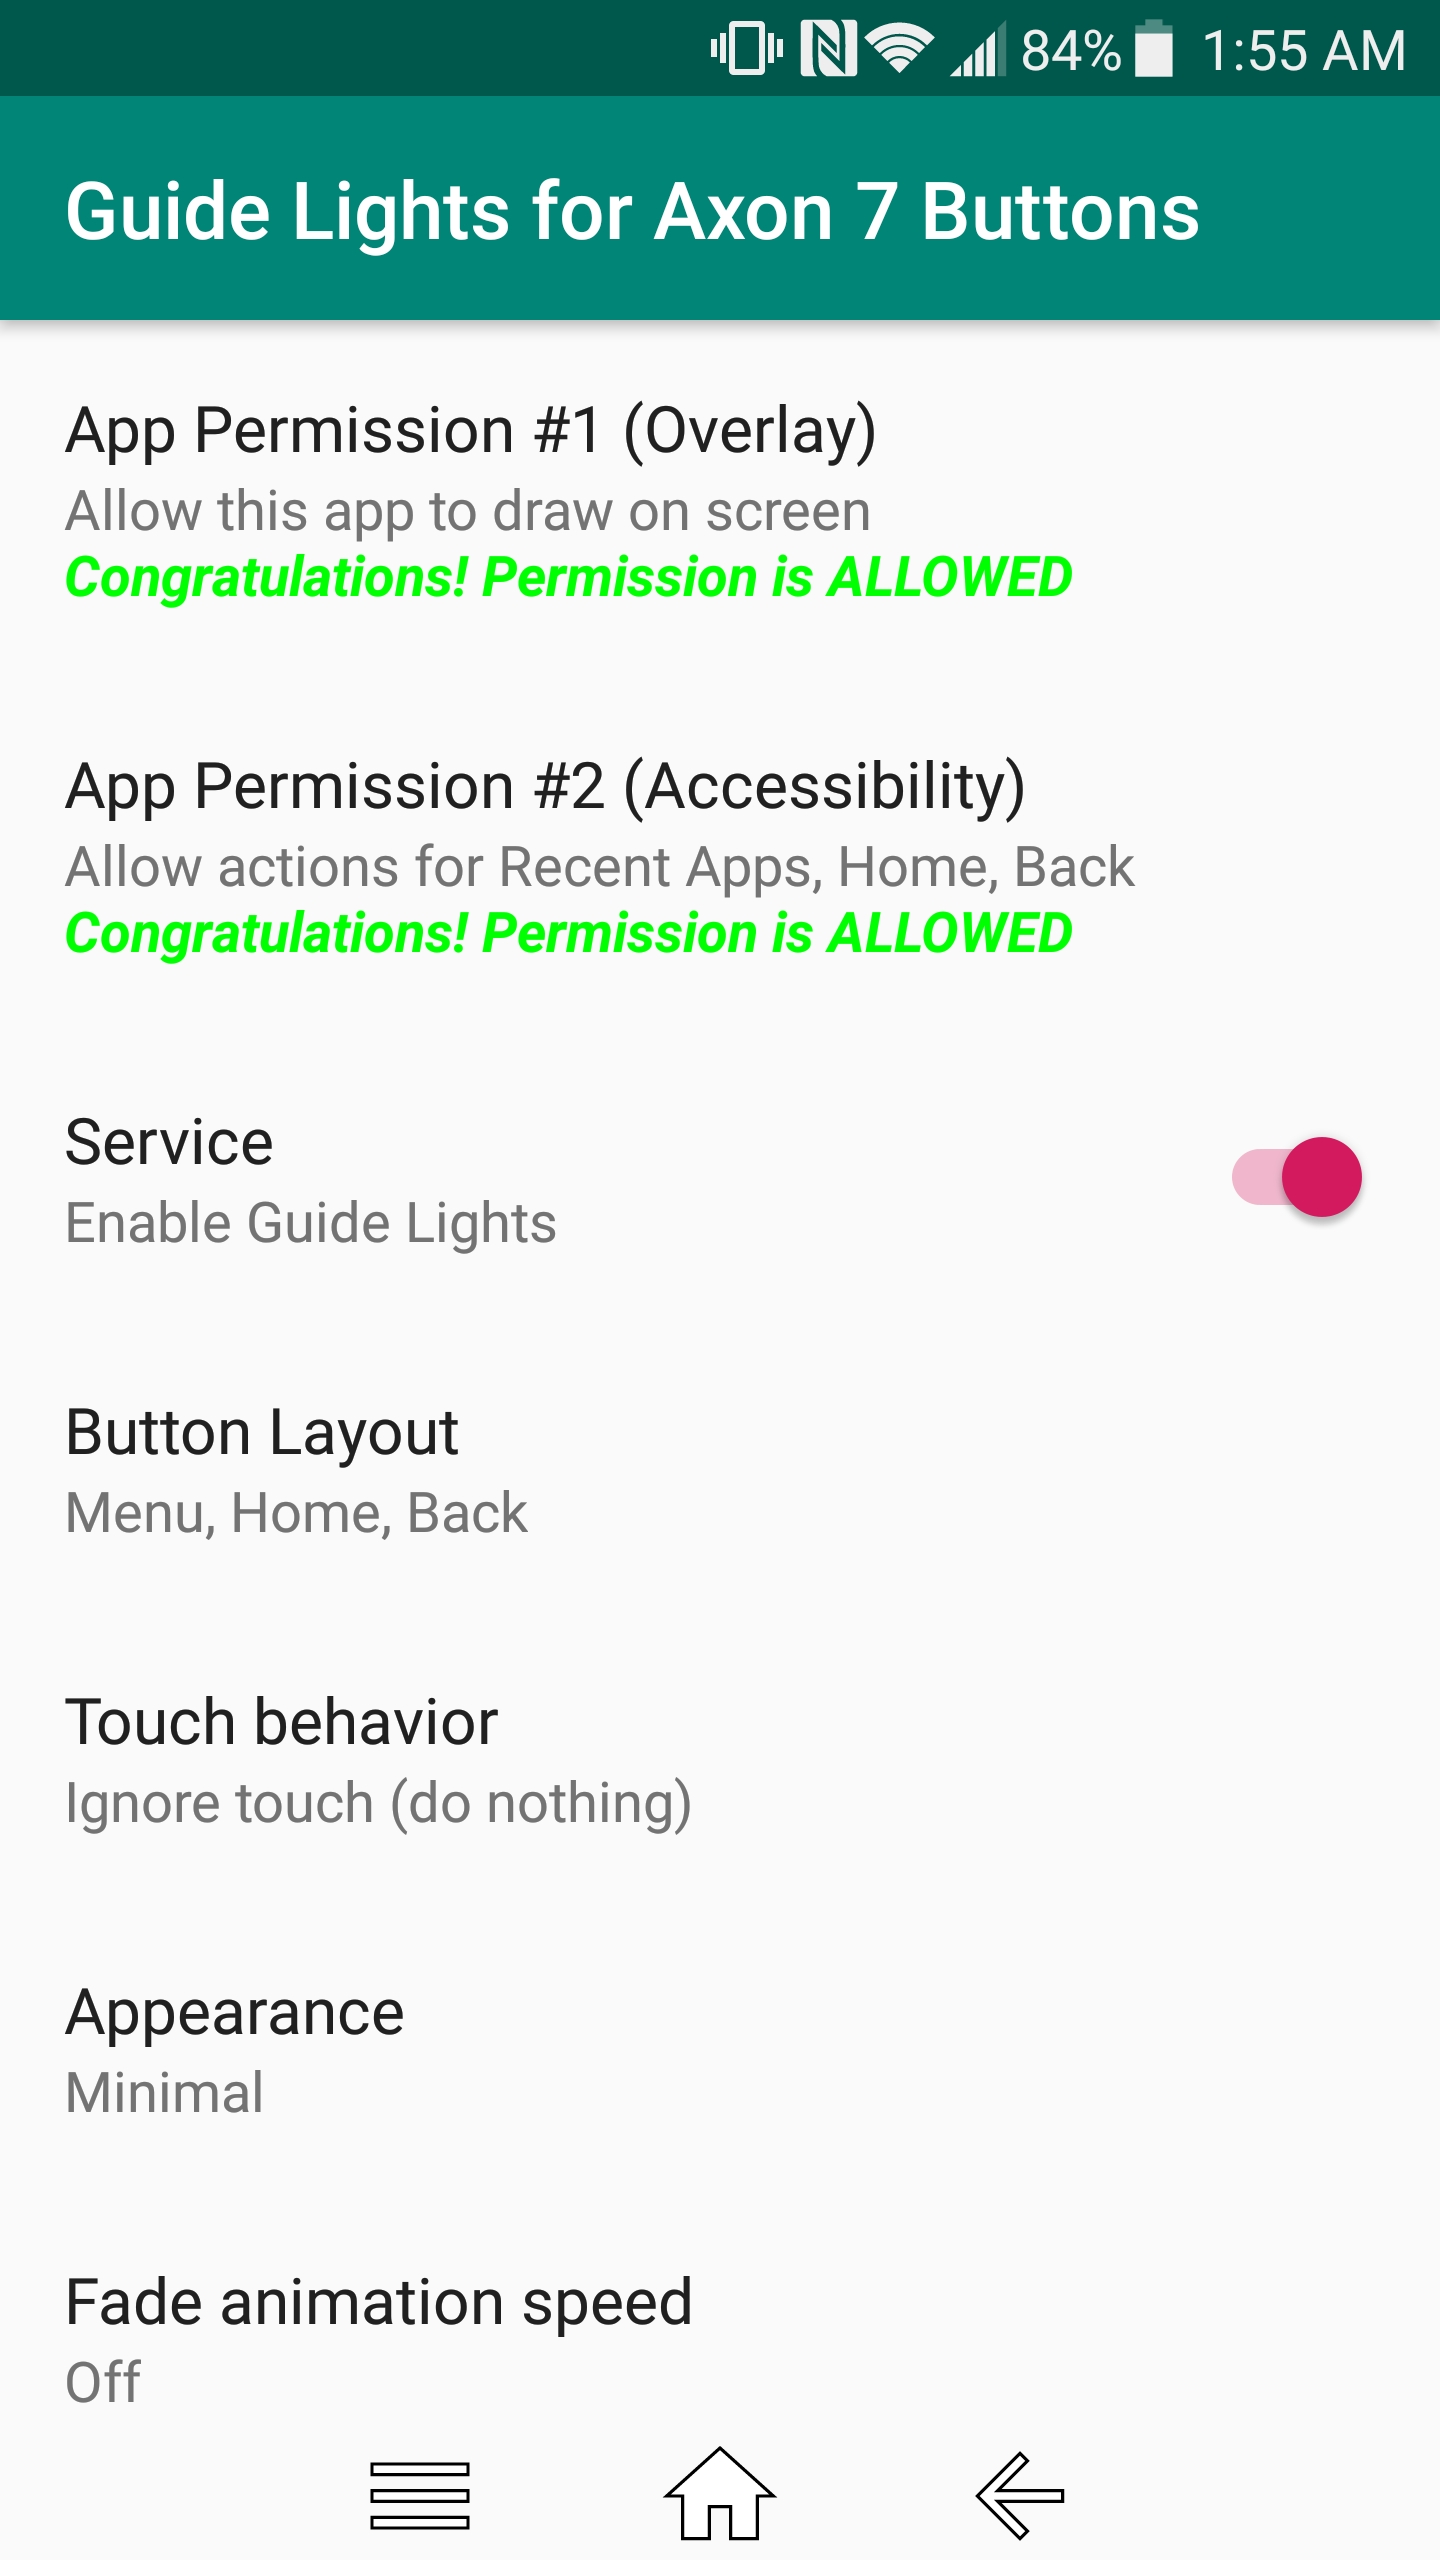 84% 1:55 AM
Guide Lights for Axon 7 Buttons
App Permission #1 (Overlay)
Allow this app to draw on screen
Congratulations! Permission is ALLOWED
App Permission #2 (Accessibility)
Allow actions for Recent Apps, Home, Back
Congratulations! Permission is ALLOWED
Service
Enable Guide Lights
Button Layout
Menu, Home, Back
Touch behavior
Ignore touch (do nothing)
Appearance
Minimal
Fade animation speed
Off